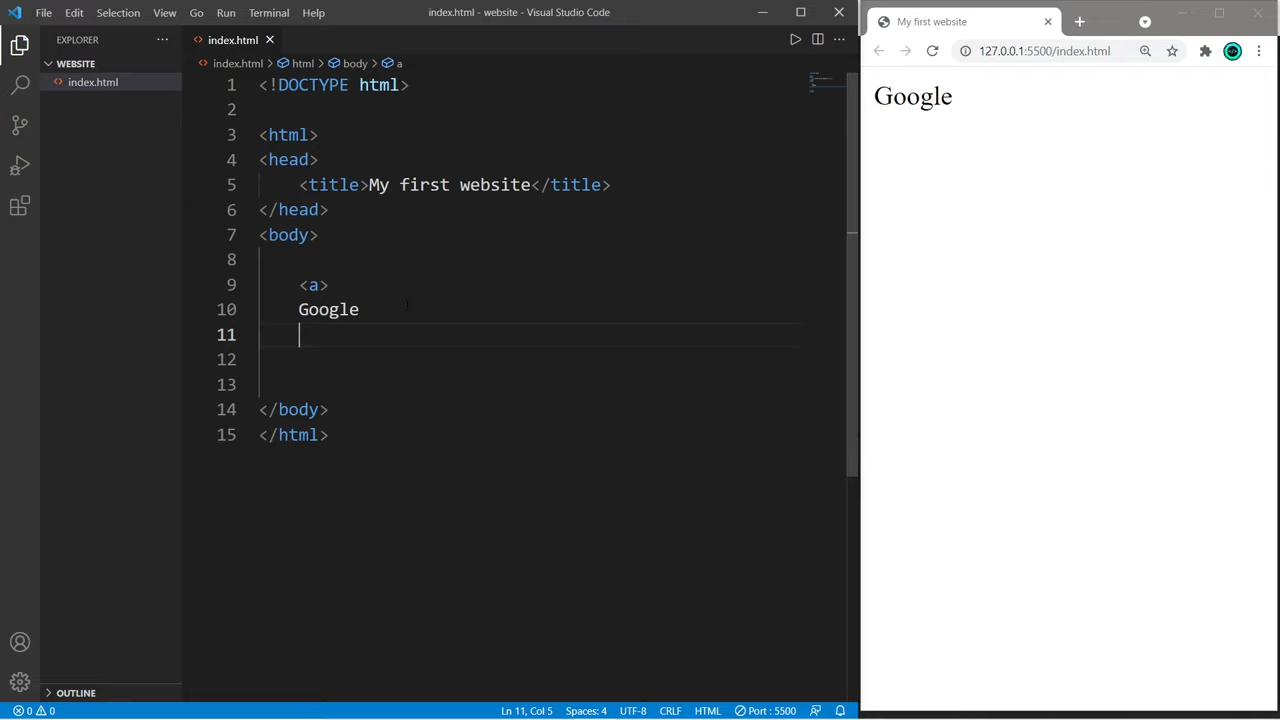 File Edit Selection View Go Run Terminal Help index.html - website - Visual Studio Code
EXPLORER
WEBSITE
index.html
OUTLINE
index.html
index.html > html > body > a
1 <!DOCTYPE html>
2
3 <html>
4 <head>
5 <title>My first website</title>
6 </head>
7 <body>
8
9 <a>
10 Google
11
12
13
14 </body>
15 </html>
0 0 Ln 11, Col 5 Spaces: 4 UTF-8 CRLF HTML Port : 5500
My first website
127.0.0.1:5500/index.html
Google